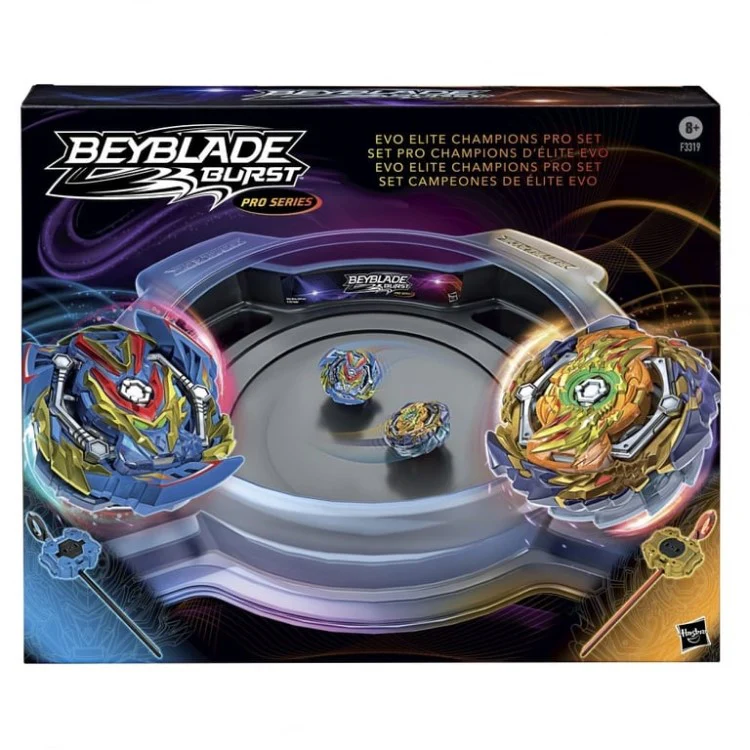 BEYBLADE
BURST
PRO SERIES
EVO ELITE CHAMPIONS PRO SET
SET PRO CHAMPIONS D'ÉLITE EVO
EVO ELITE CHAMPIONS PRO SET
SET CAMPEONES DE ÉLITE EVO
8+
F3319
BEYBLADE
BURST
PRO SERIES
Hasbro